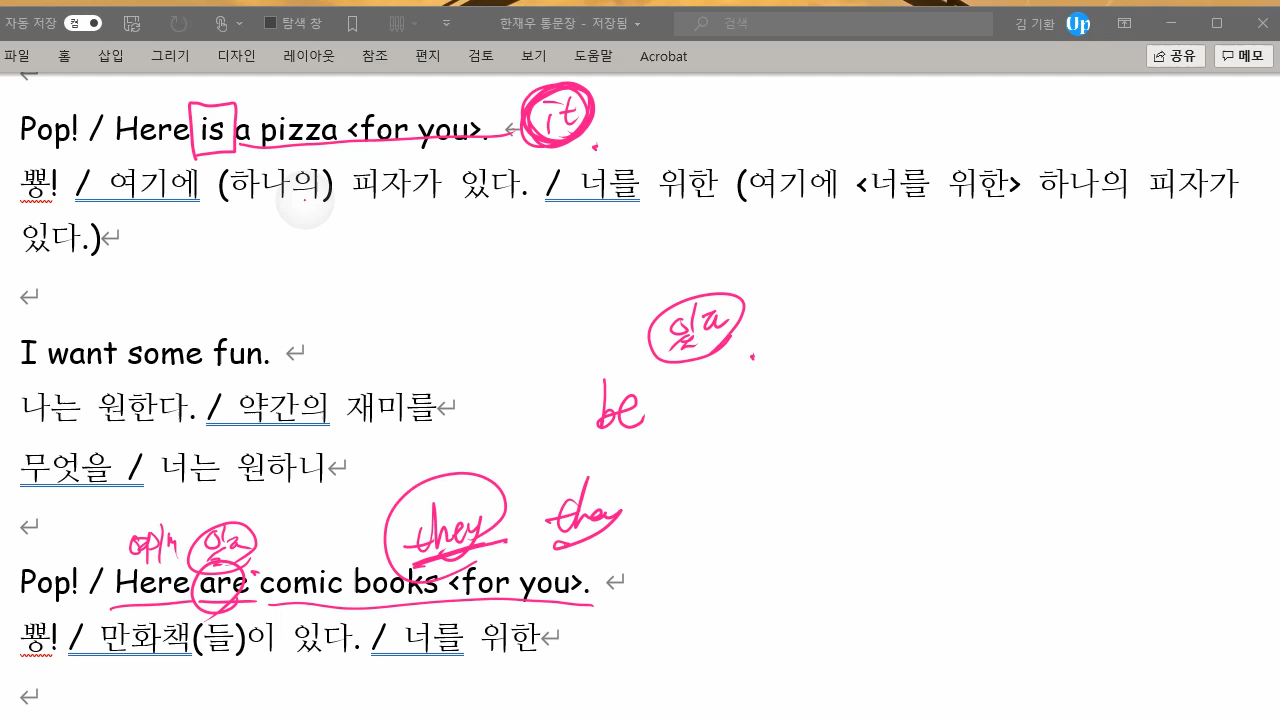 자동 저장 컴 탐색 창 한재우 통문장 - 저장됨 검색 김 기환 Up
파일 홈 삽입 그리기 디자인 레이아웃 참조 편지 검토 보기 도움말 Acrobat 공유 메모
it
Pop! / Here is a pizza <for you>.
뿅! / 여기에 (하나의) 피자가 있다. / 너를 위한 (여기에 <너를 위한> 하나의 피자가
있다.)
있다
I want some fun.
나는 원한다. / 약간의 재미를
be
무엇을 / 너는 원하니
they they
있다
Pop! / Here are comic books <for you>.
뿅! / 만화책(들)이 있다. / 너를 위한